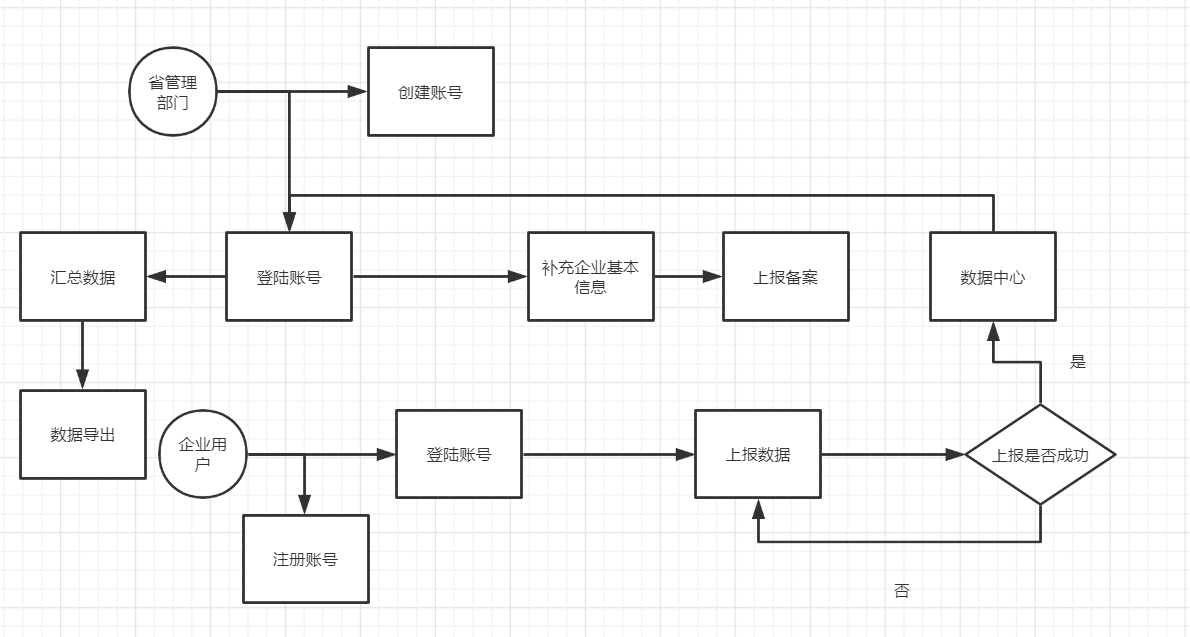 省管理
部门
创建账号
汇总数据
登陆账号
补充企业基本
信息
上报备案
数据中心
是
数据导出
企业用
户
登陆账号
上报数据
上报是否成功
注册账号
否